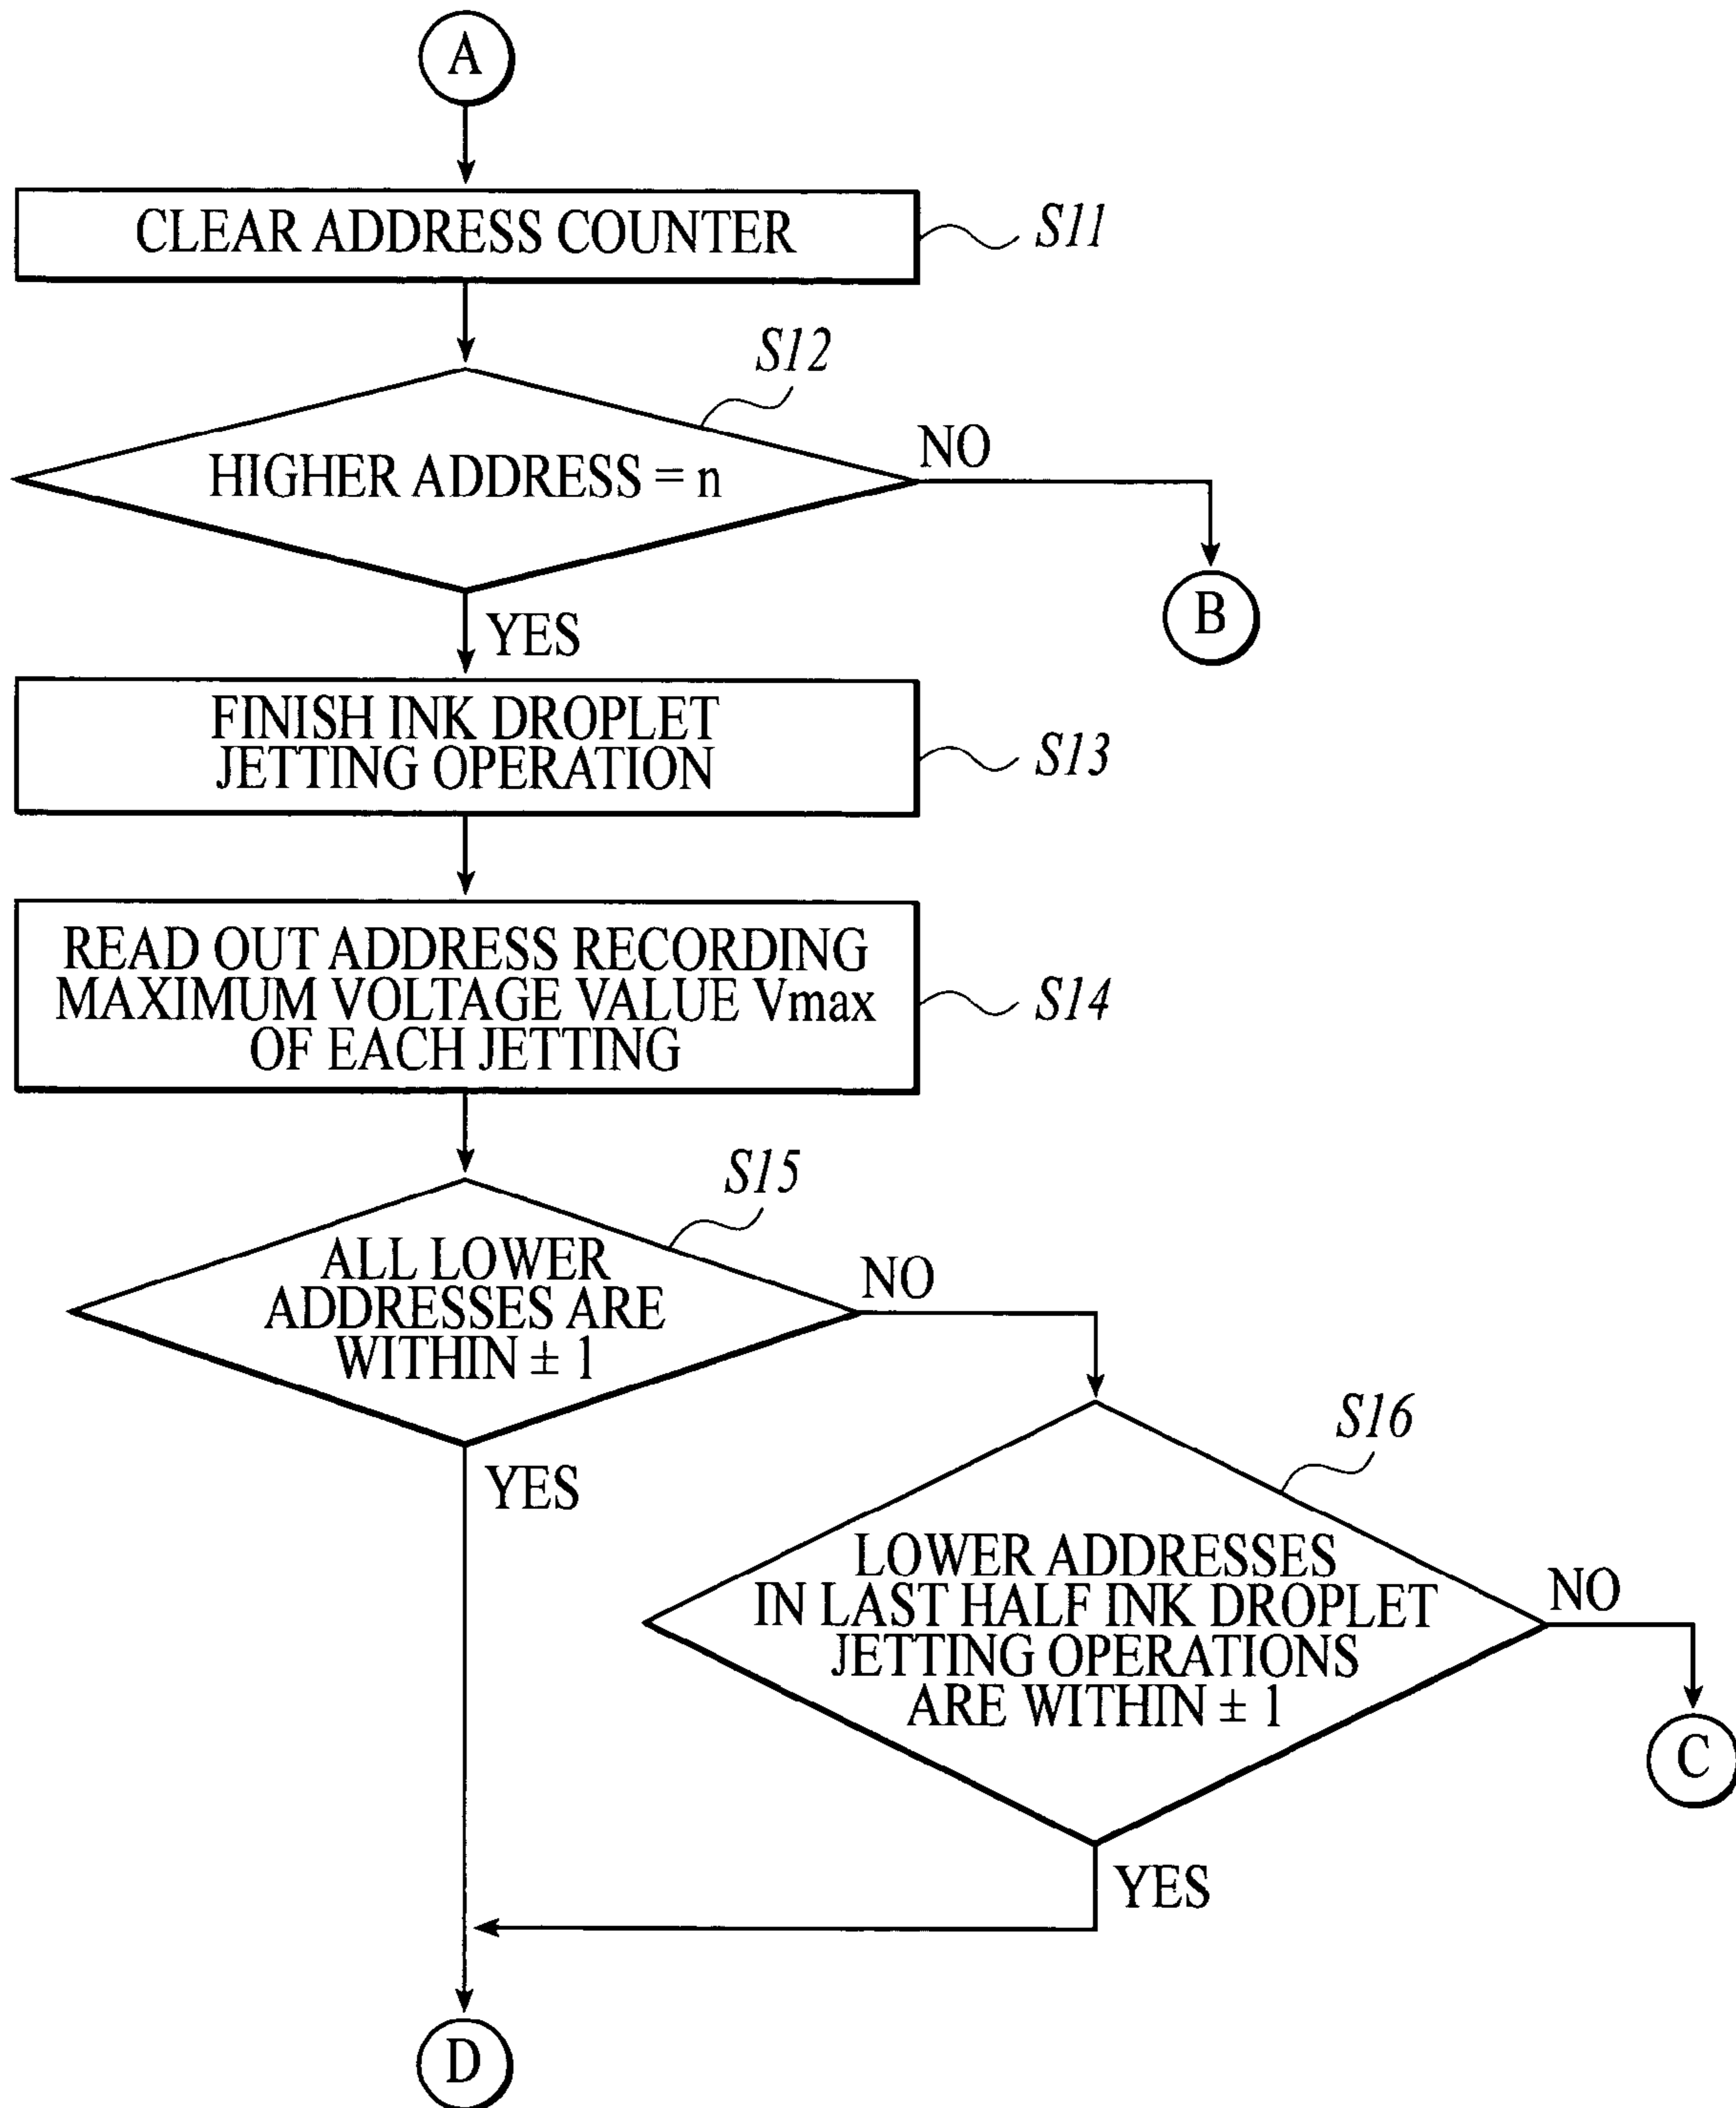 A
CLEAR ADDRESS COUNTER
S11
S12
HIGHER ADDRESS = n
NO
B
YES
FINISH INK DROPLET
JETTING OPERATION
S13
READ OUT ADDRESS RECORDING
MAXIMUM VOLTAGE VALUE Vmax
OF EACH JETTING
S14
S15
ALL LOWER
ADDRESSES ARE
WITHIN ± 1
NO
YES
S16
LOWER ADDRESSES
IN LAST HALF INK DROPLET
JETTING OPERATIONS
ARE WITHIN ± 1
NO
C
YES
D